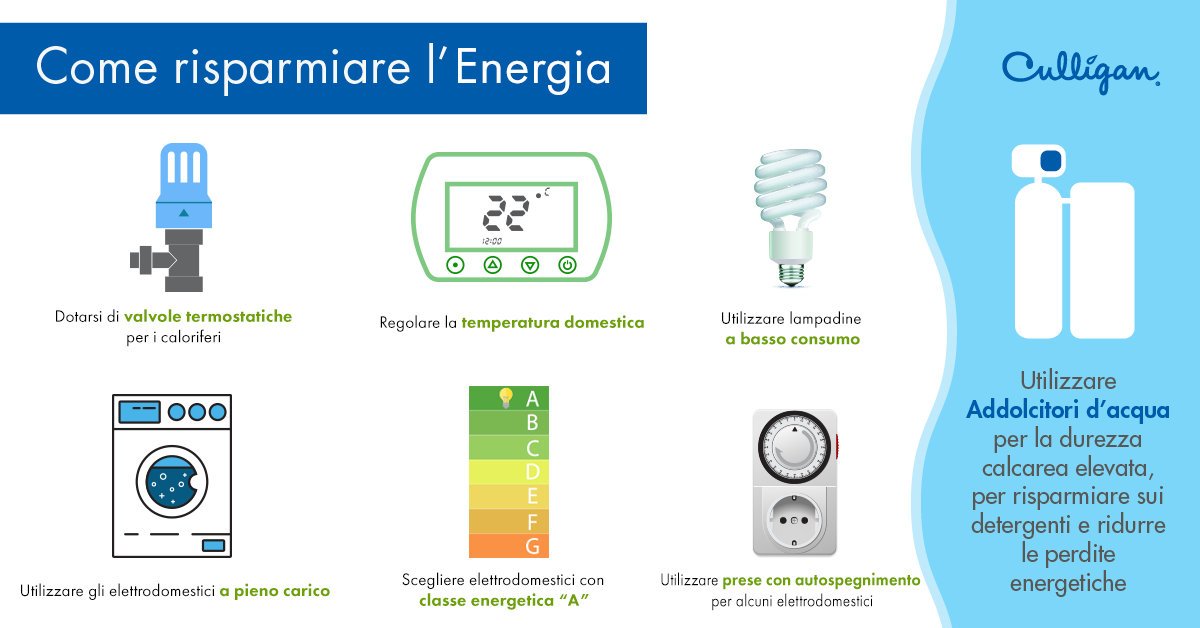 Come risparmiare l'Energia
Culligan
22 °C
12:00
Dotarsi di valvole termostatiche
per i caloriferi
Regolare la temperatura domestica
Utilizzare lampadine
a basso consumo
A
B
C
D
E
F
G
Utilizzare gli elettrodomestici a pieno carico
Scegliere elettrodomestici con
classe energetica “A”
Utilizzare prese con autospegnimento
per alcuni elettrodomestici
Utilizzare
Addolcitori d'acqua
per la durezza
calcarea elevata,
per risparmiare sui
detergenti e ridurre
le perdite
energetiche